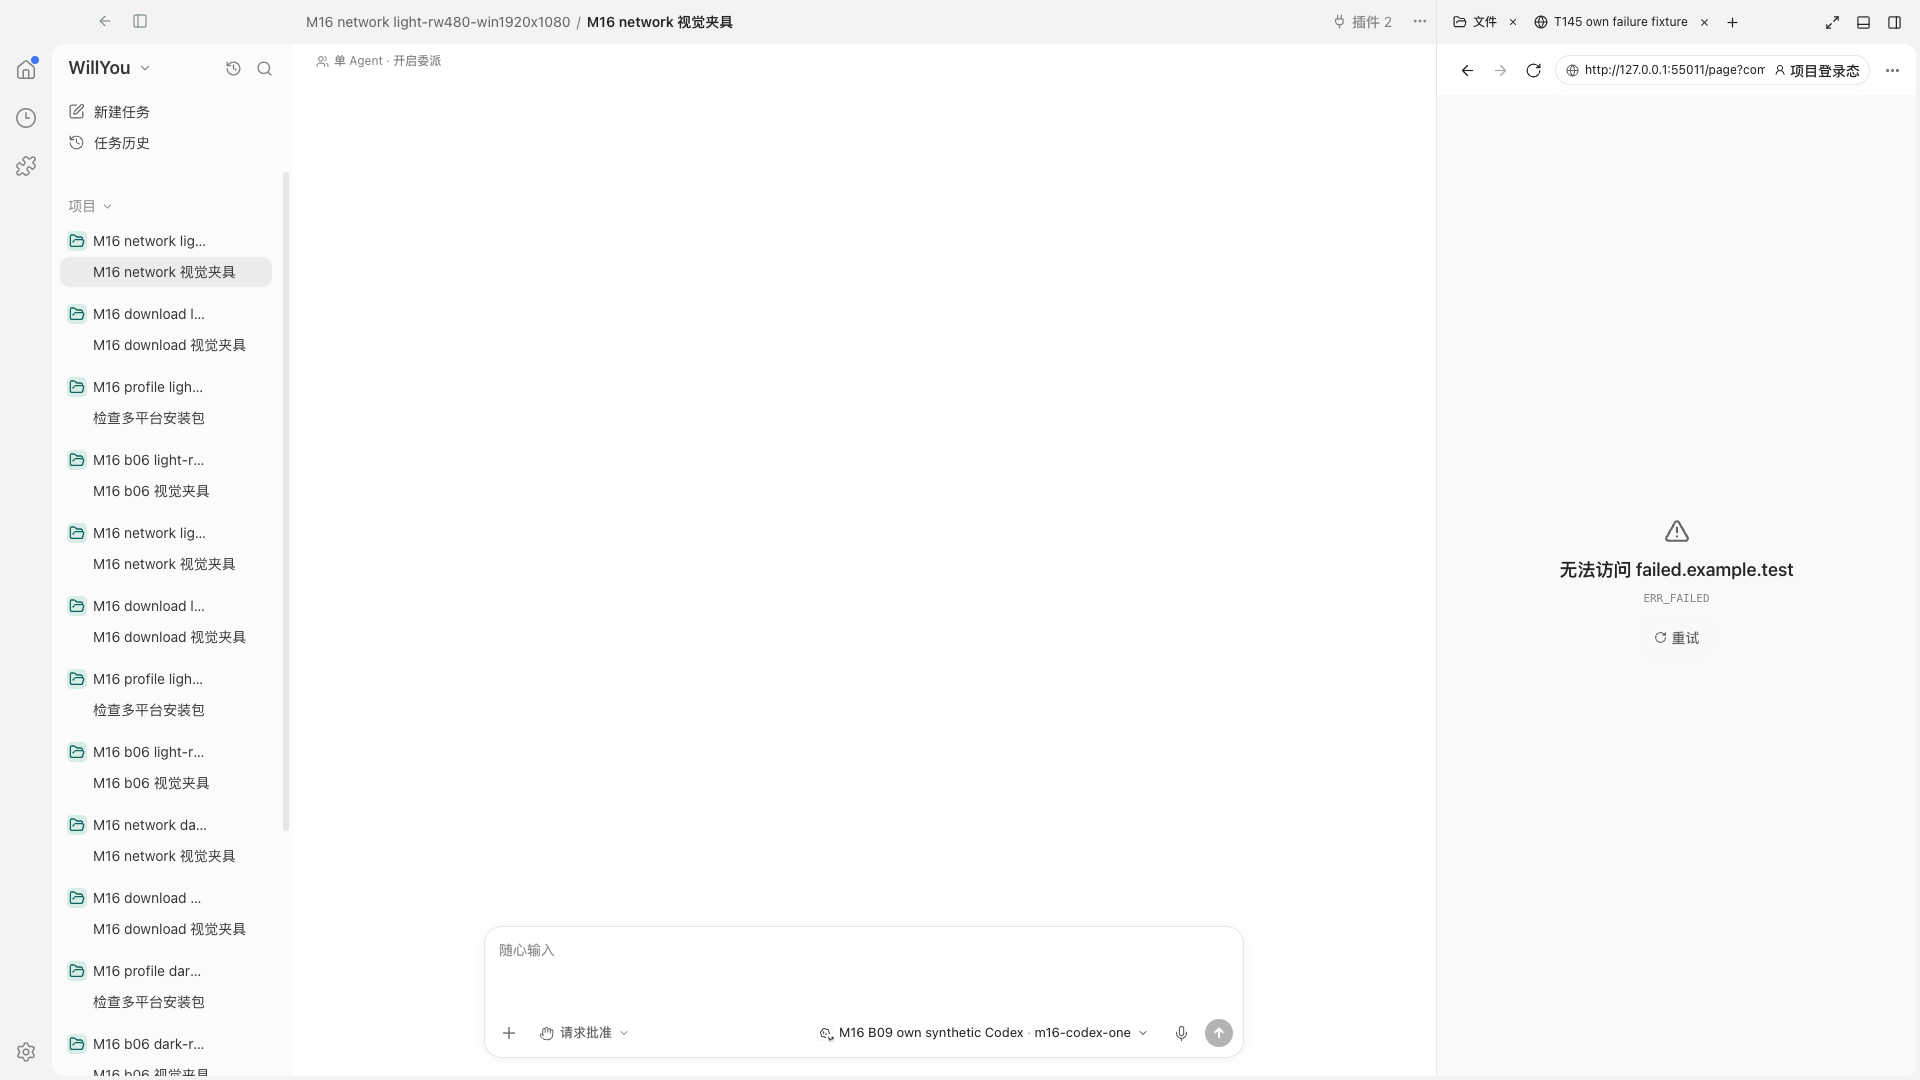 M16 network light-rw480-win1920x1080 / M16 network 视觉夹具
插件 2
文件
T145 own failure fixture
WillYou
单 Agent · 开启委派
http://127.0.0.1:55011/page?com
项目登录态
新建任务
任务历史
项目
M16 network lig...
M16 network 视觉夹具
M16 download l...
M16 download 视觉夹具
M16 profile ligh...
检查多平台安装包
M16 b06 light-r...
M16 b06 视觉夹具
M16 network lig...
M16 network 视觉夹具
M16 download l...
M16 download 视觉夹具
M16 profile ligh...
检查多平台安装包
M16 b06 light-r...
M16 b06 视觉夹具
M16 network da...
M16 network 视觉夹具
M16 download ...
M16 download 视觉夹具
M16 profile dar...
检查多平台安装包
M16 b06 dark-r...
M16 b06 视觉夹具
无法访问 failed.example.test
ERR_FAILED
重试
随心输入
请求批准
M16 B09 own synthetic Codex · m16-codex-one